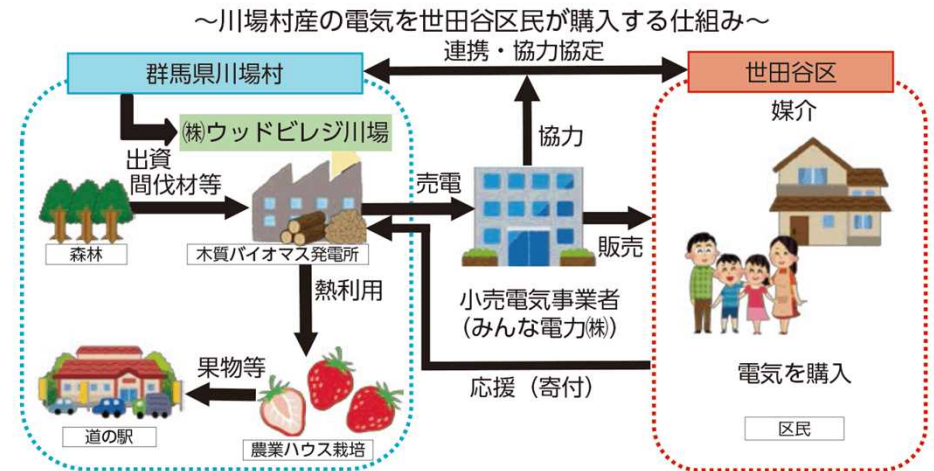 ～川場村産の電気を世田谷区民が購入する仕組み～
連携・協力協定
群馬県川場村
世田谷区
㈱ウッドビレジ川場
協力
媒介
出資
間伐材等
売電
販売
森林
木質バイオマス発電所
熱利用
小売電気事業者
（みんな電力㈱）
果物等
応援（寄付）
電気を購入
道の駅
農業ハウス栽培
区民